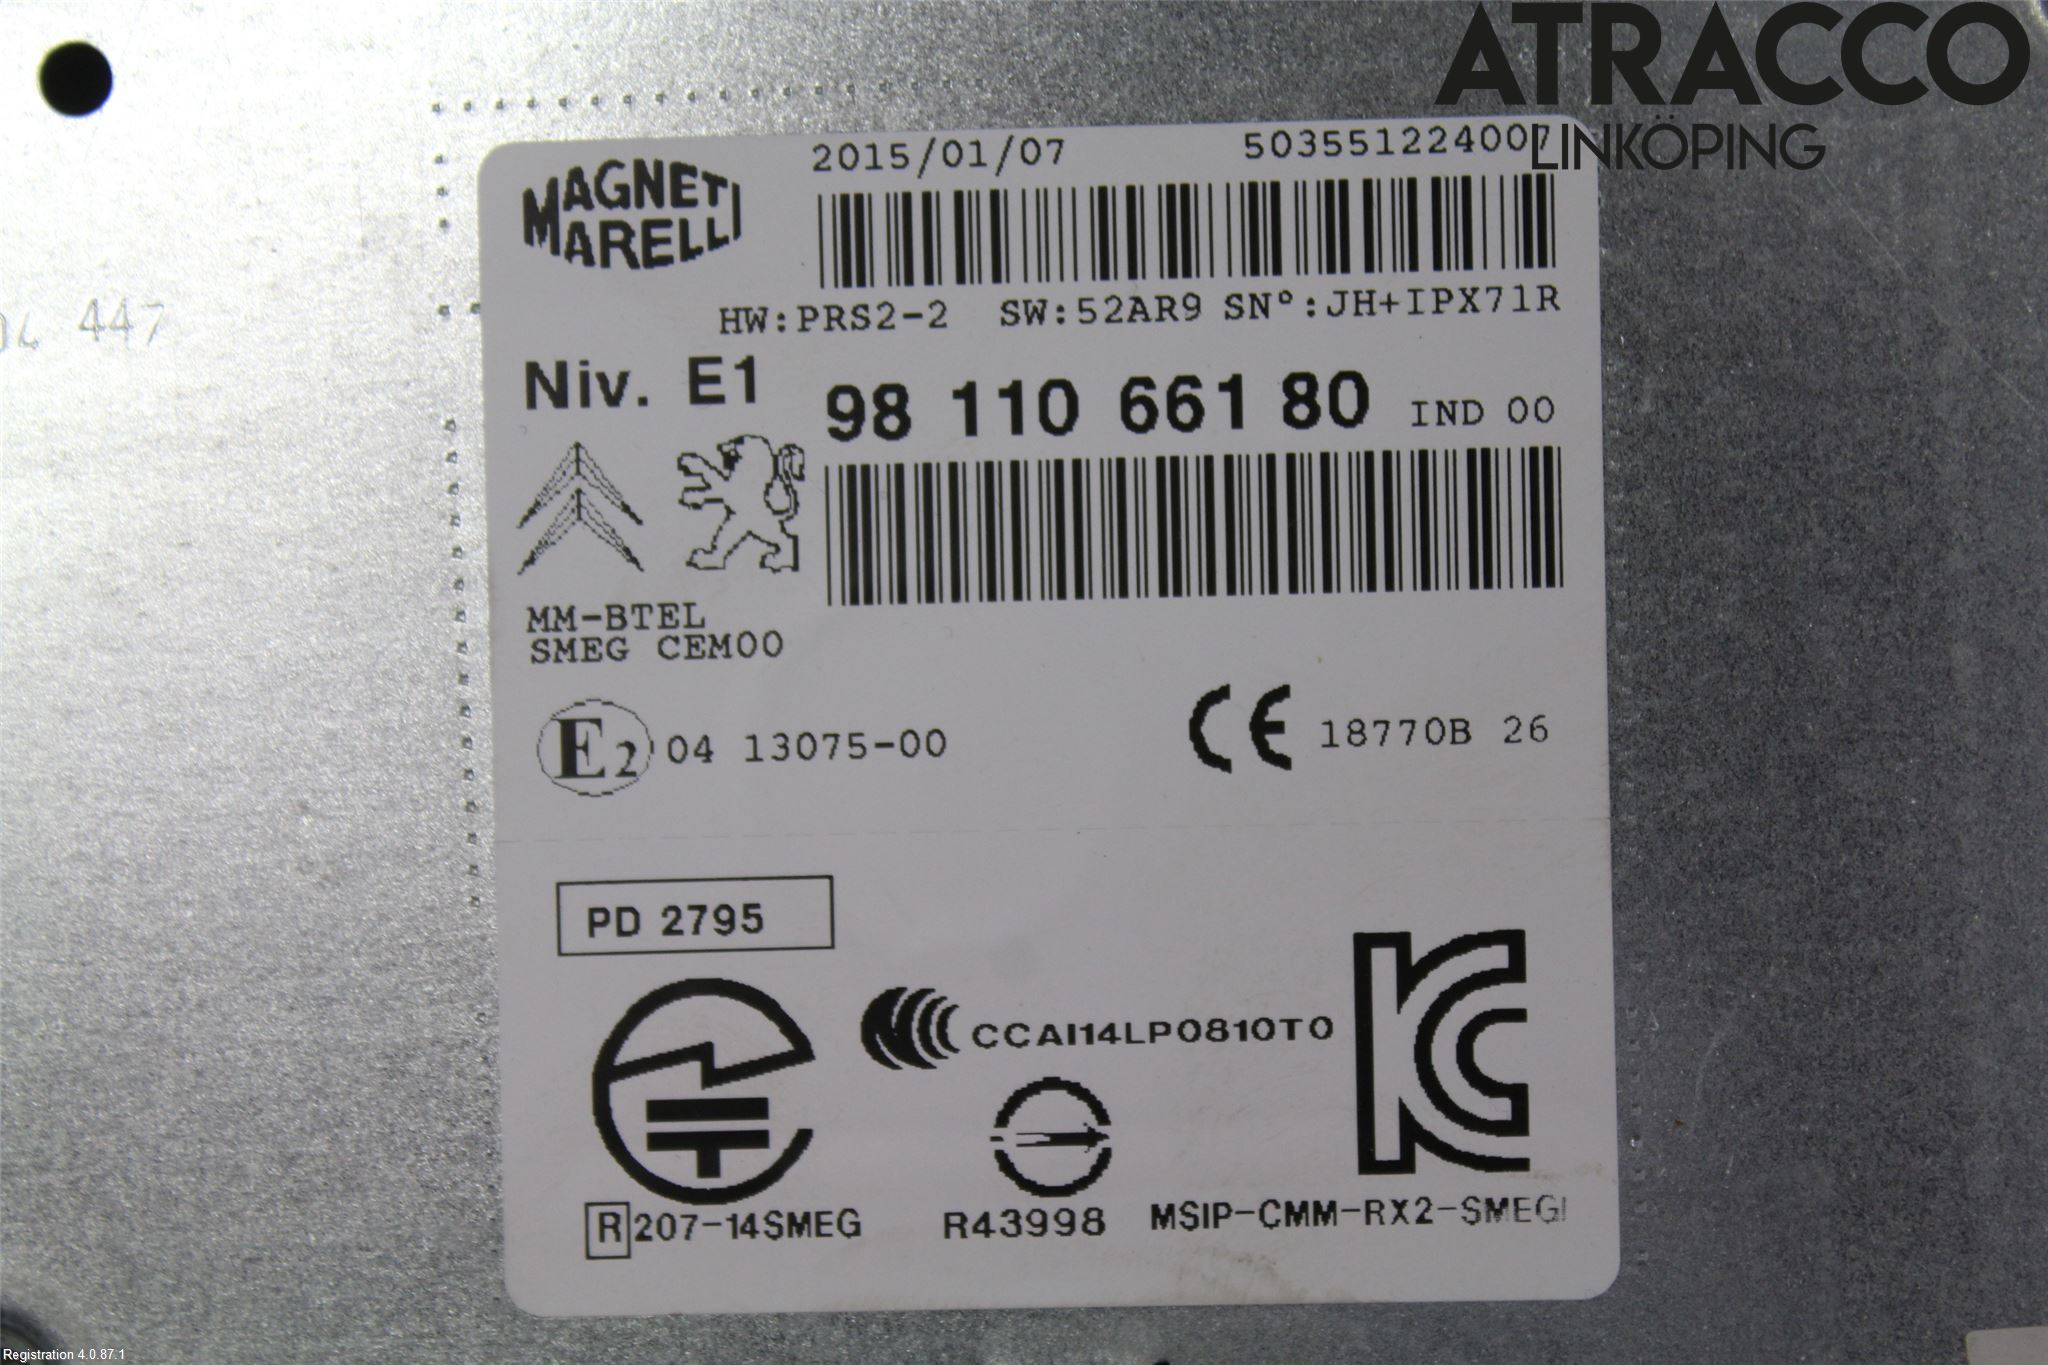 ATRACCO
LINKÖPING
MAGNETI
MARELLI
2015/01/07 503551224007
HW:PRS2-2 SW:52AR9 SN°:JH+IPX71R
447
Niv. E1
98 110 661 80 IND 00
MM-BTEL
SMEG CEM00
E2 04 13075-00
CE 18770B 26
PD 2795
CCAI14LP0810T0
R 207-14SMEG
R43998
MSIP-CMM-RX2-SMEGI
Registration 4.0.87.1